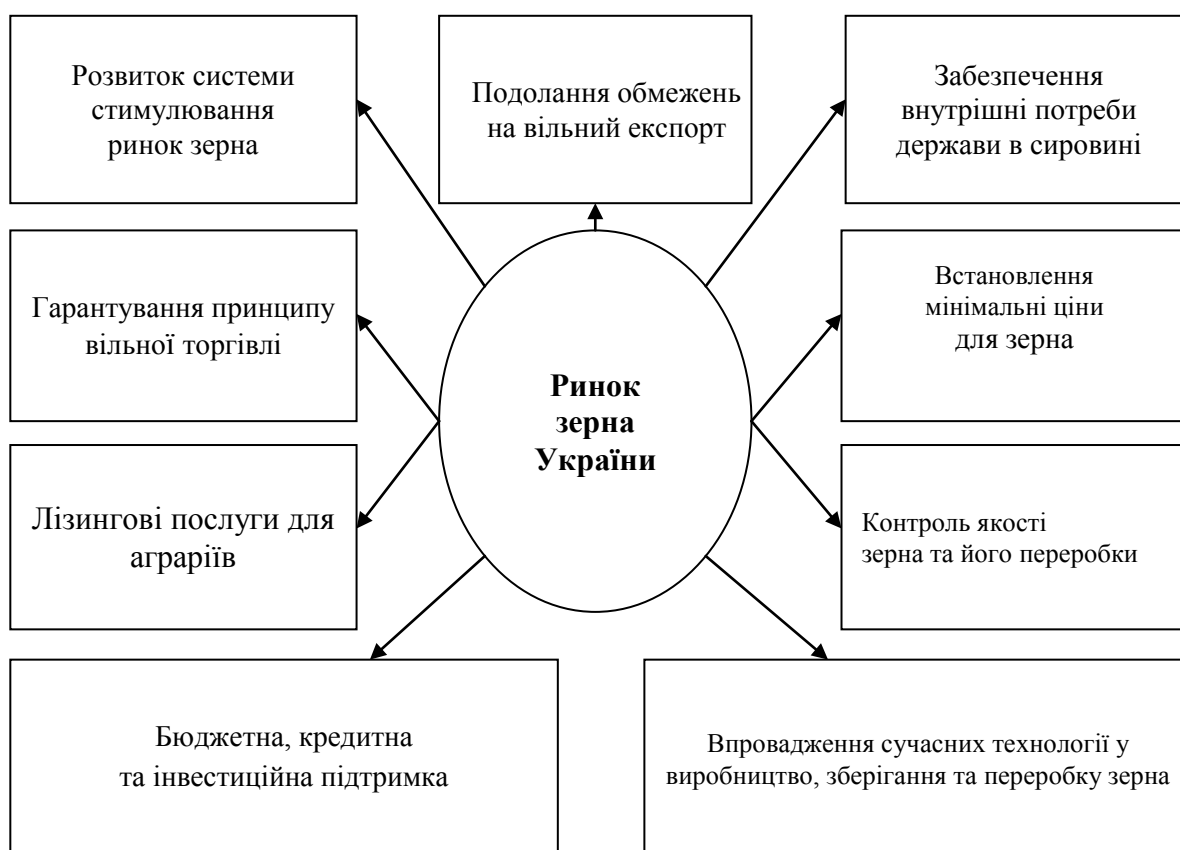 Розвиток системи
стимулювання
ринок зерна
Подолання обмежень
на вільний експорт
Забезпечення
внутрішні потреби
держави в сировині
Гарантування принципу
вільної торгівлі
Встановлення
мінімальні ціни
для зерна
Ринок
зерна
України
Лізингові послуги для
аграріїв
Контроль якості
зерна та його переробки
Бюджетна, кредитна
та інвестиційна підтримка
Впровадження сучасних технології у
виробництво, зберігання та переробку зерна